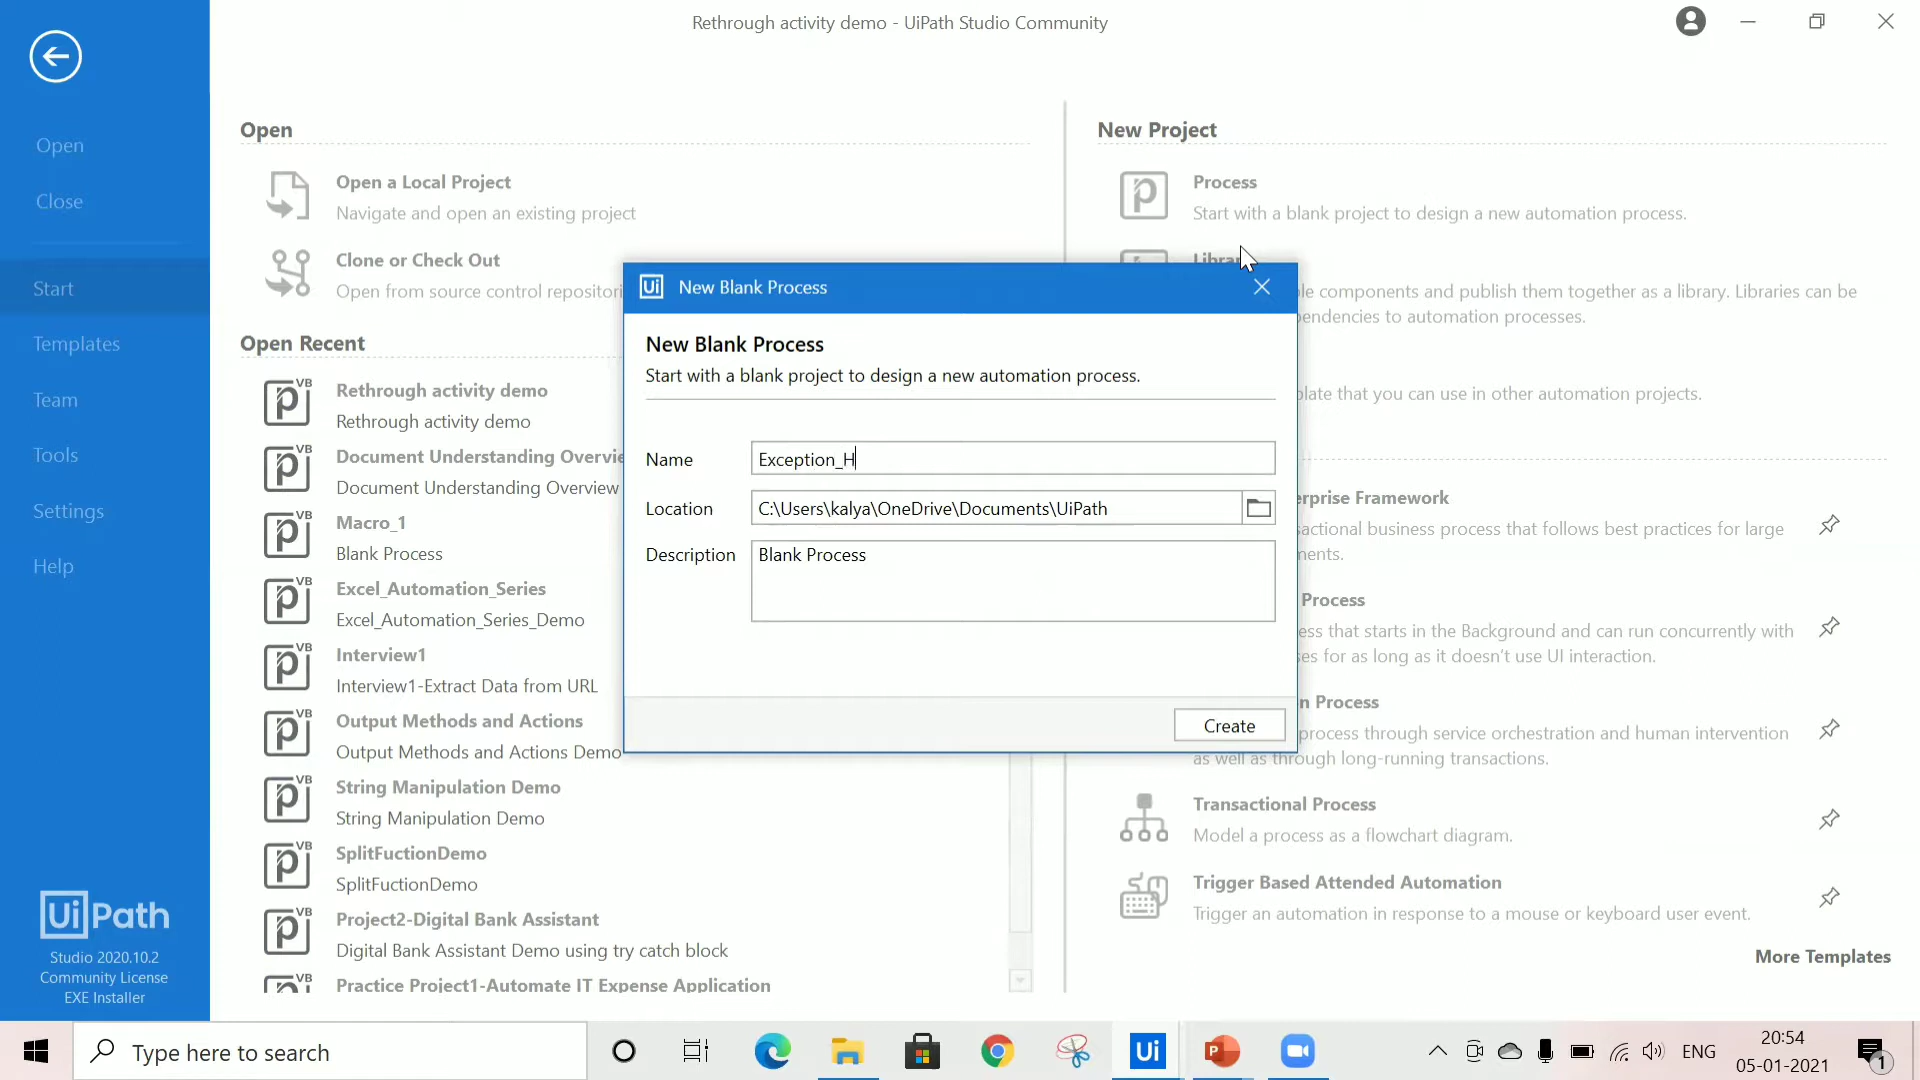 Rethrough activity demo - UiPath Studio Community
Open
Close
Start
Templates
Team
Tools
Settings
Help
UiPath
Studio 2020.10.2
Community License
EXE Installer
Open
Open a Local Project
Navigate and open an existing project
Clone or Check Out
Open from source control repositori
Open Recent
Rethrough activity demo
Rethrough activity demo
Document Understanding Overvie
Document Understanding Overview
Macro_1
Blank Process
Excel_Automation_Series
Excel_Automation_Series_Demo
Interview1
Interview1-Extract Data from URL
Output Methods and Actions
Output Methods and Actions Demo
String Manipulation Demo
String Manipulation Demo
SplitFuctionDemo
SplitFuctionDemo
Project2-Digital Bank Assistant
Digital Bank Assistant Demo using try catch block
Practice Project1-Automate IT Expense Application
New Blank Process
New Blank Process
Start with a blank project to design a new automation process.
Name
Exception_H
Location
C:\Users\kalya\OneDrive\Documents\UiPath
Description
Blank Process
Create
New Project
Process
Start with a blank project to design a new automation process.
Librar
le components and publish them together as a library. Libraries can be
endencies to automation processes.
plate that you can use in other automation projects.
erprise Framework
sactional business process that follows best practices for large
ments.
Process
ess that starts in the Background and can run concurrently with
ses for as long as it doesn't use UI interaction.
n Process
process through service orchestration and human intervention
as well as through long-running transactions.
Transactional Process
Model a process as a flowchart diagram.
Trigger Based Attended Automation
Trigger an automation in response to a mouse or keyboard user event.
More Templates
Type here to search
ENG
20:54
05-01-2021
1